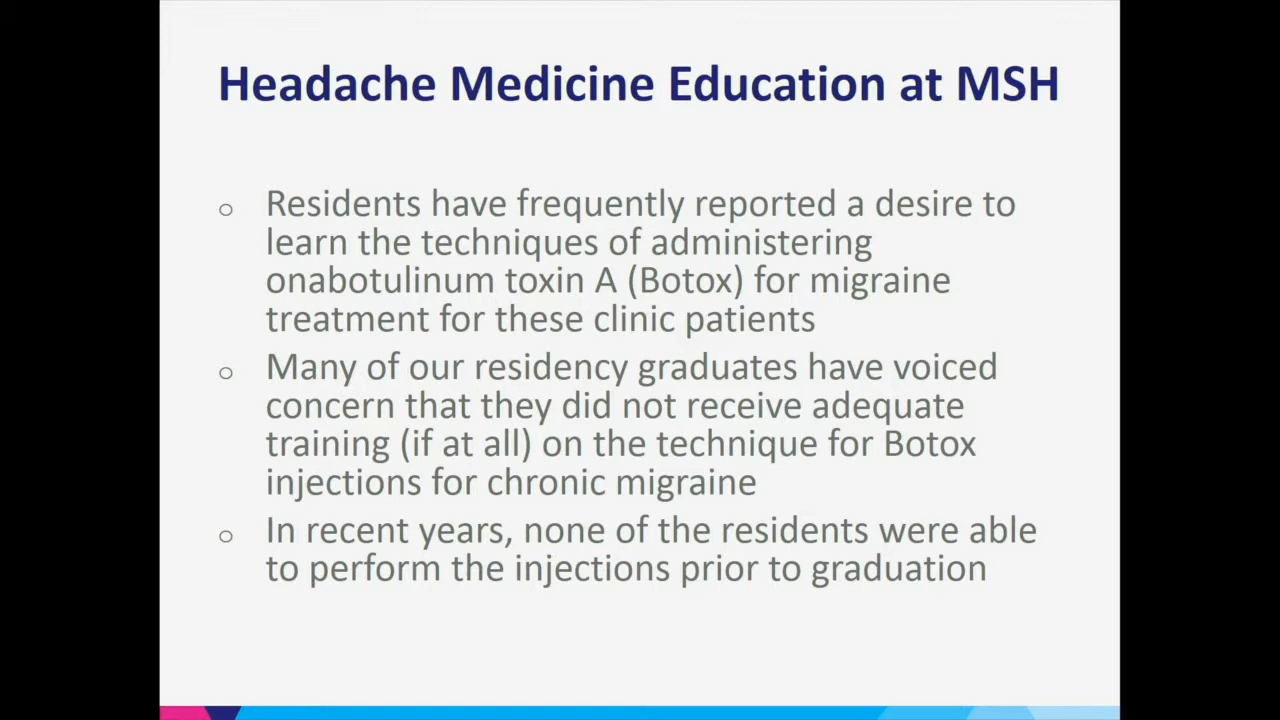 Headache Medicine Education at MSH
○ Residents have frequently reported a desire to
learn the techniques of administering
onabotulinum toxin A (Botox) for migraine
treatment for these clinic patients
○ Many of our residency graduates have voiced
concern that they did not receive adequate
training (if at all) on the technique for Botox
injections for chronic migraine
○ In recent years, none of the residents were able
to perform the injections prior to graduation